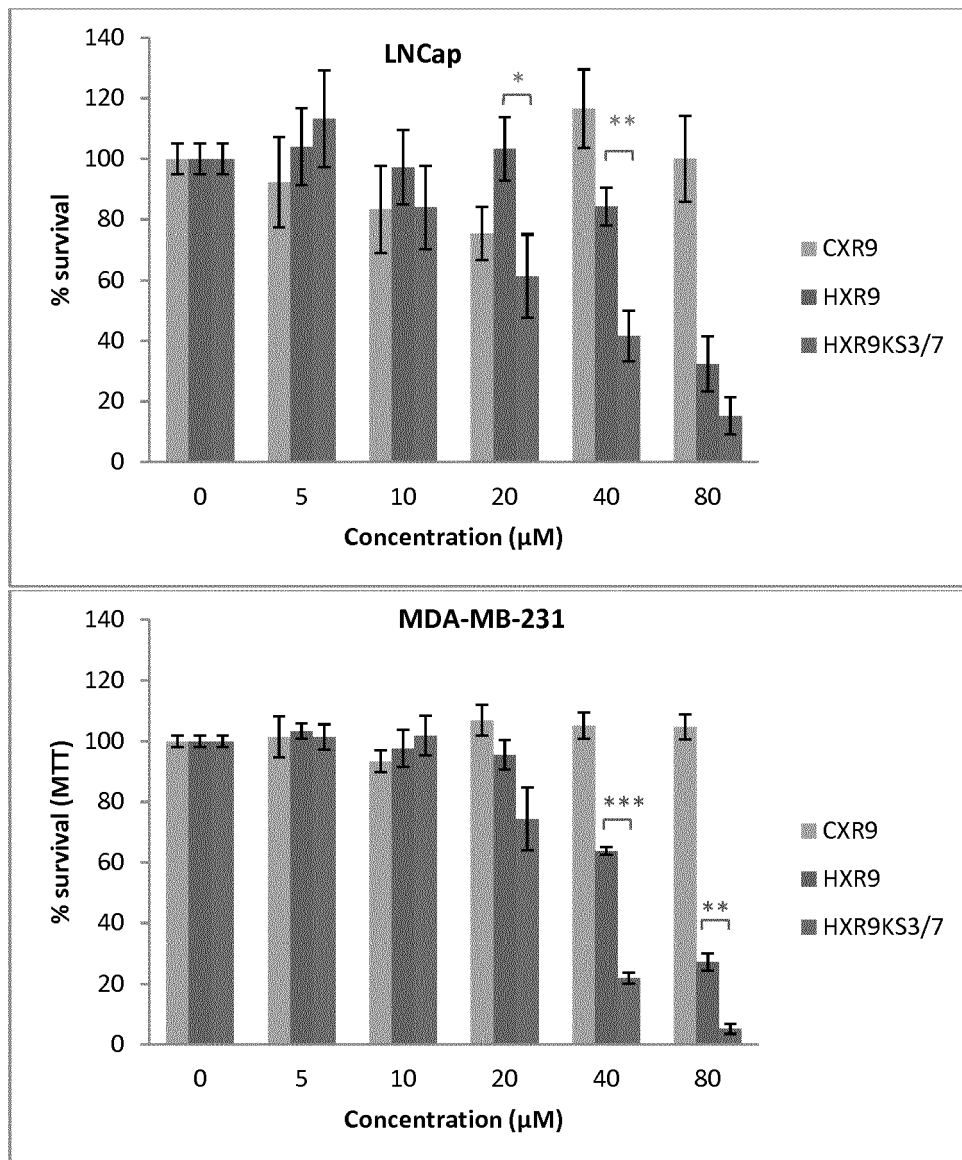 LNCap
140
120
100
80
60
40
20
0
% survival
*
**
0 5 10 20 40 80
Concentration (µM)
CXR9
HXR9
HXR9KS3/7
MDA-MB-231
140
120
100
80
60
40
20
0
% survival (MTT)
***
**
0 5 10 20 40 80
Concentration (µM)
CXR9
HXR9
HXR9KS3/7